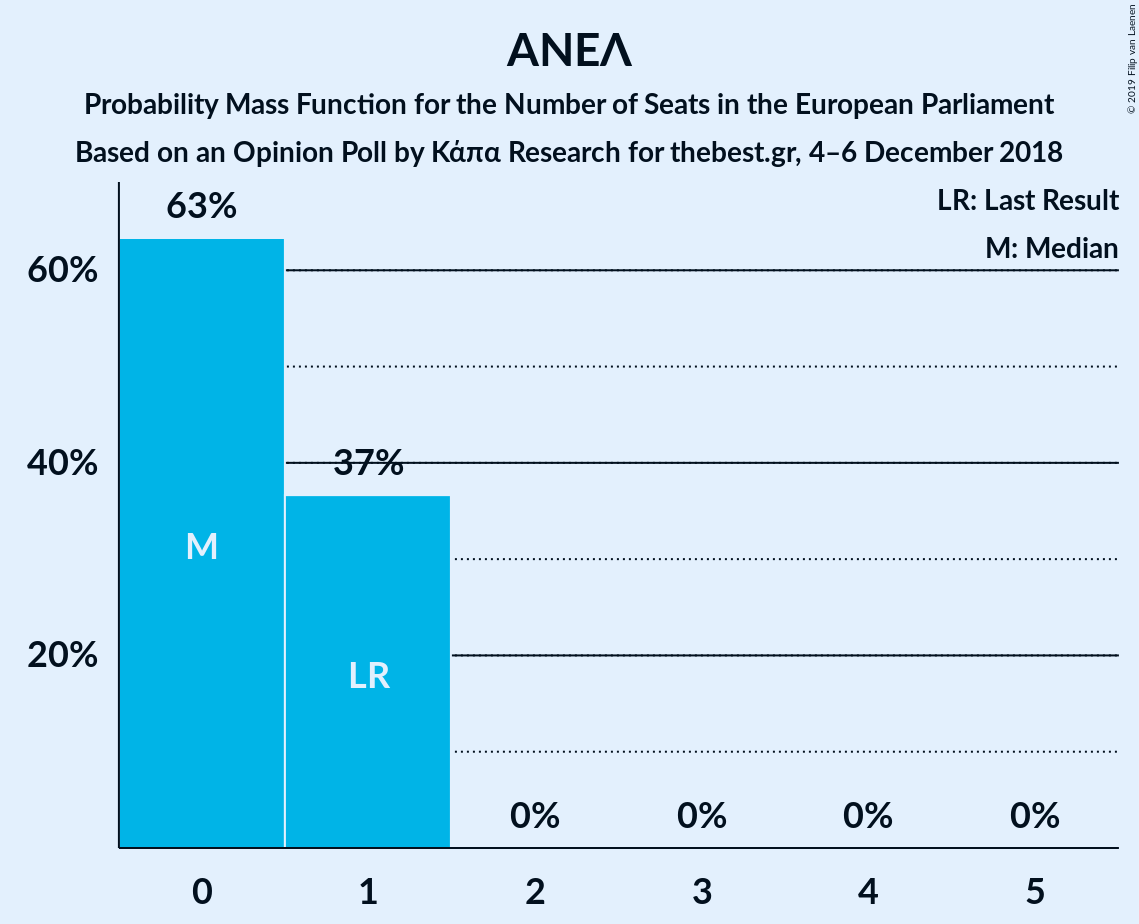 ΑΝΕΛ
Probability Mass Function for the Number of Seats in the European Parliament
Based on an Opinion Poll by Κάπα Research for thebest.gr, 4–6 December 2018
© 2019 Filip van Laenen
LR: Last Result
M: Median
63%
60%
40%
37%
20%
M
LR
0%
0%
0%
0%
0
1
2
3
4
5